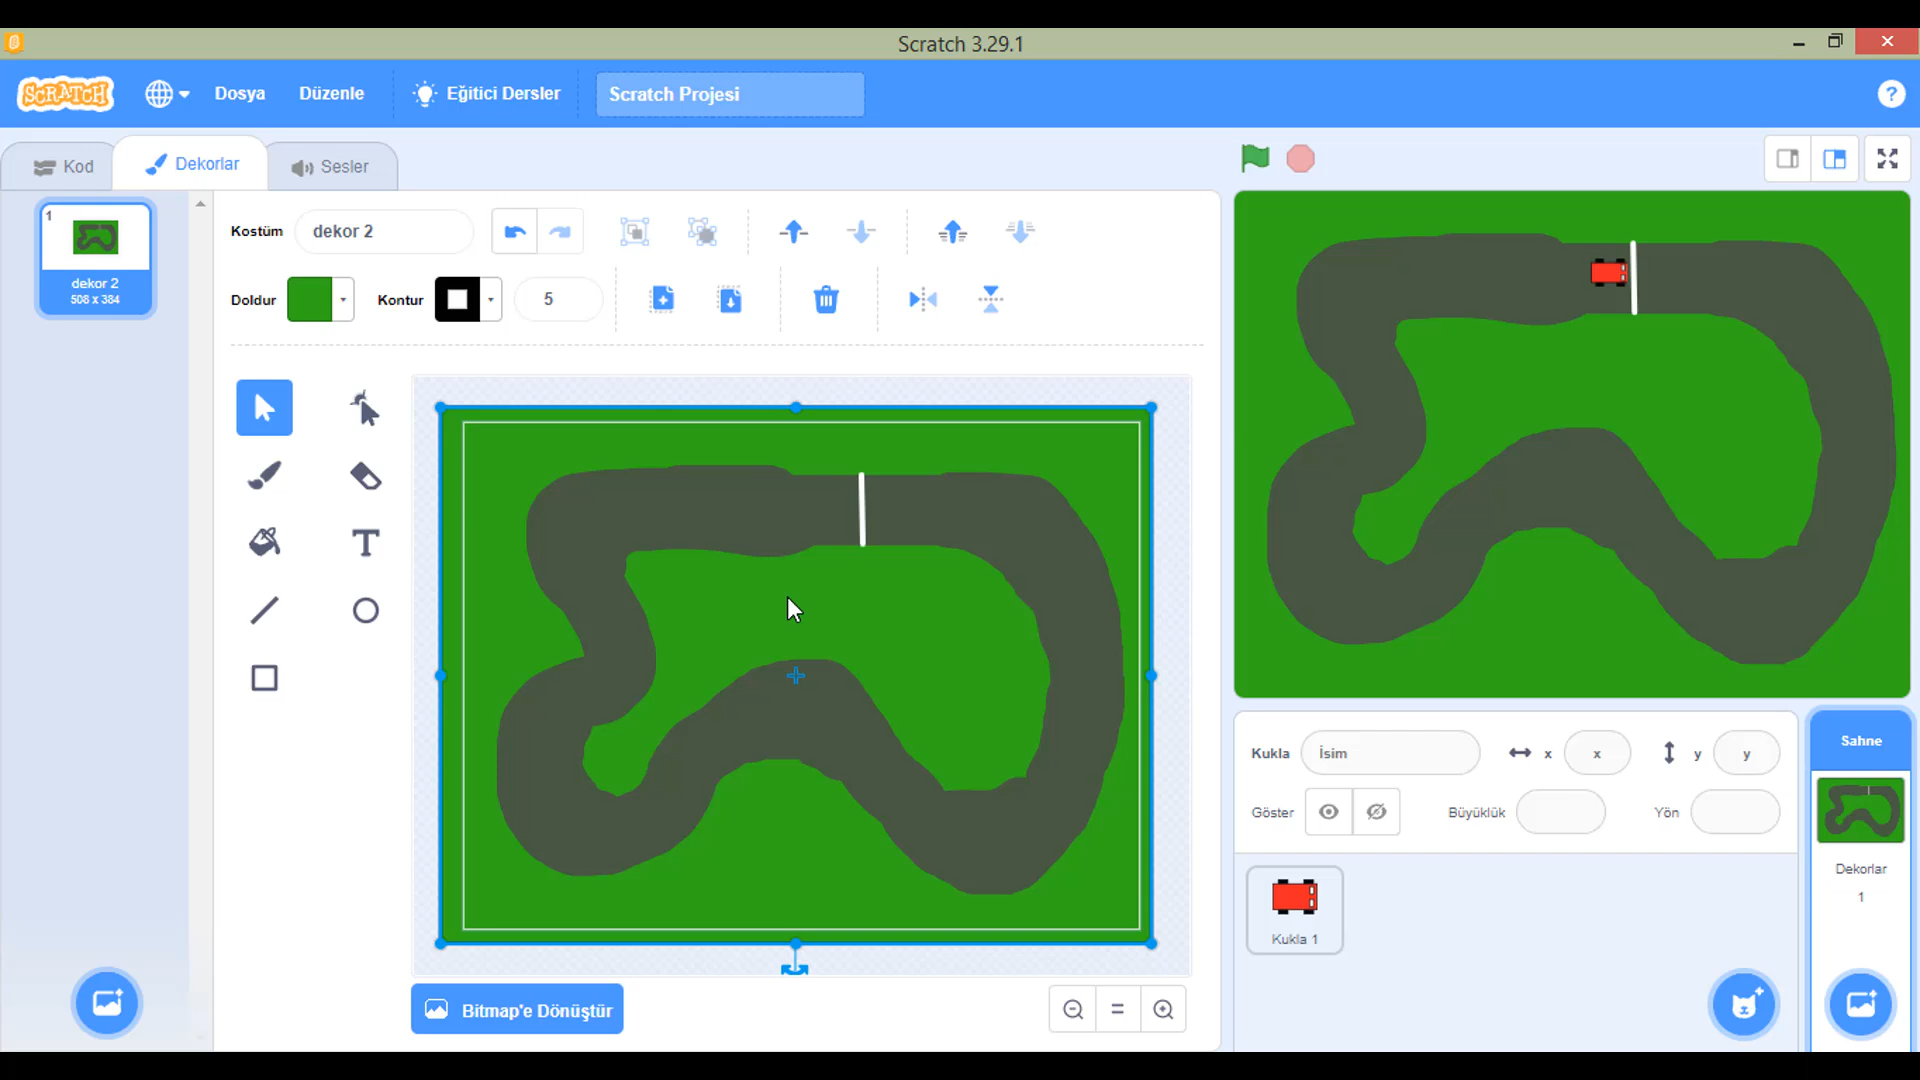 Scratch 3.29.1
SCRATCH
Dosya
Düzenle
Eğitici Dersler
Scratch Projesi
?
Kod
Dekorlar
Sesler
1
dekor 2
508 x 384
Kostüm
dekor 2
Doldur
Kontur
5
T
Bitmap'e Dönüştür
Kukla
İsim
x
x
y
y
Göster
Büyüklük
Yön
Kukla 1
Sahne
Dekorlar
1